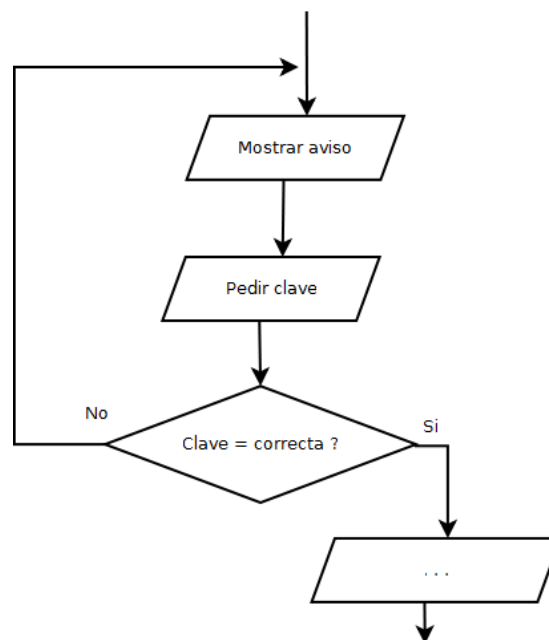 Mostrar aviso
Pedir clave
No
Si
Clave = correcta ?
. . .